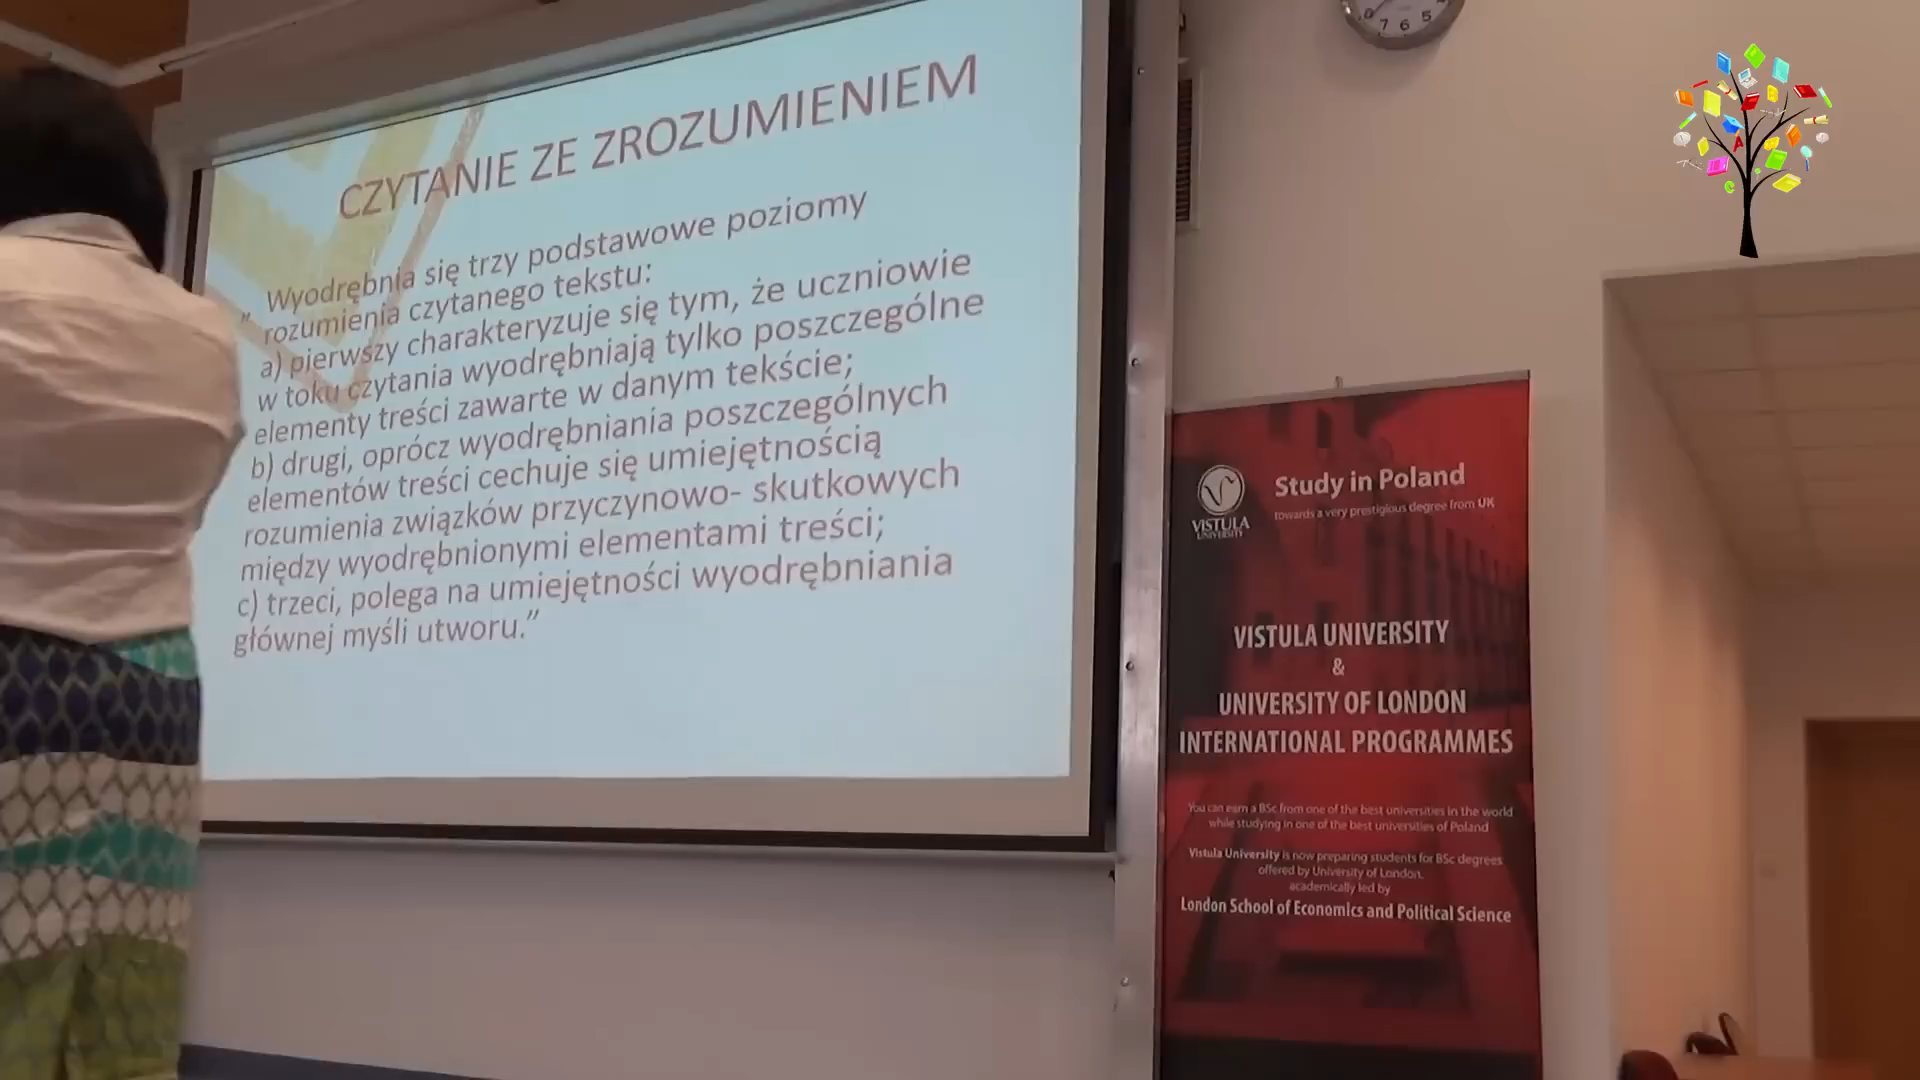 CZYTANIE ZE ZROZUMIENIEM
„ Wyodrębnia się trzy podstawowe poziomy
rozumienia czytanego tekstu:
a) pierwszy charakteryzuje się tym, że uczniowie
w toku czytania wyodrębniają tylko poszczególne
elementy treści zawarte w danym tekście;
b) drugi, oprócz wyodrębniania poszczególnych
elementów treści cechuje się umiejętnością
rozumienia związków przyczynowo- skutkowych
między wyodrębnionymi elementami treści;
c) trzeci, polega na umiejętności wyodrębniania
głównej myśli utworu.”
7 6 5
VISTULA
UNIVERSITY
Study in Poland
towards a very prestigious degree from UK
VISTULA UNIVERSITY
&
UNIVERSITY OF LONDON
INTERNATIONAL PROGRAMMES
You can earn a BSc from one of the best universities in the world
while studying in one of the best universities of Poland
Vistula University is now preparing students for BSc degrees
offered by University of London,
academically led by
London School of Economics and Political Science